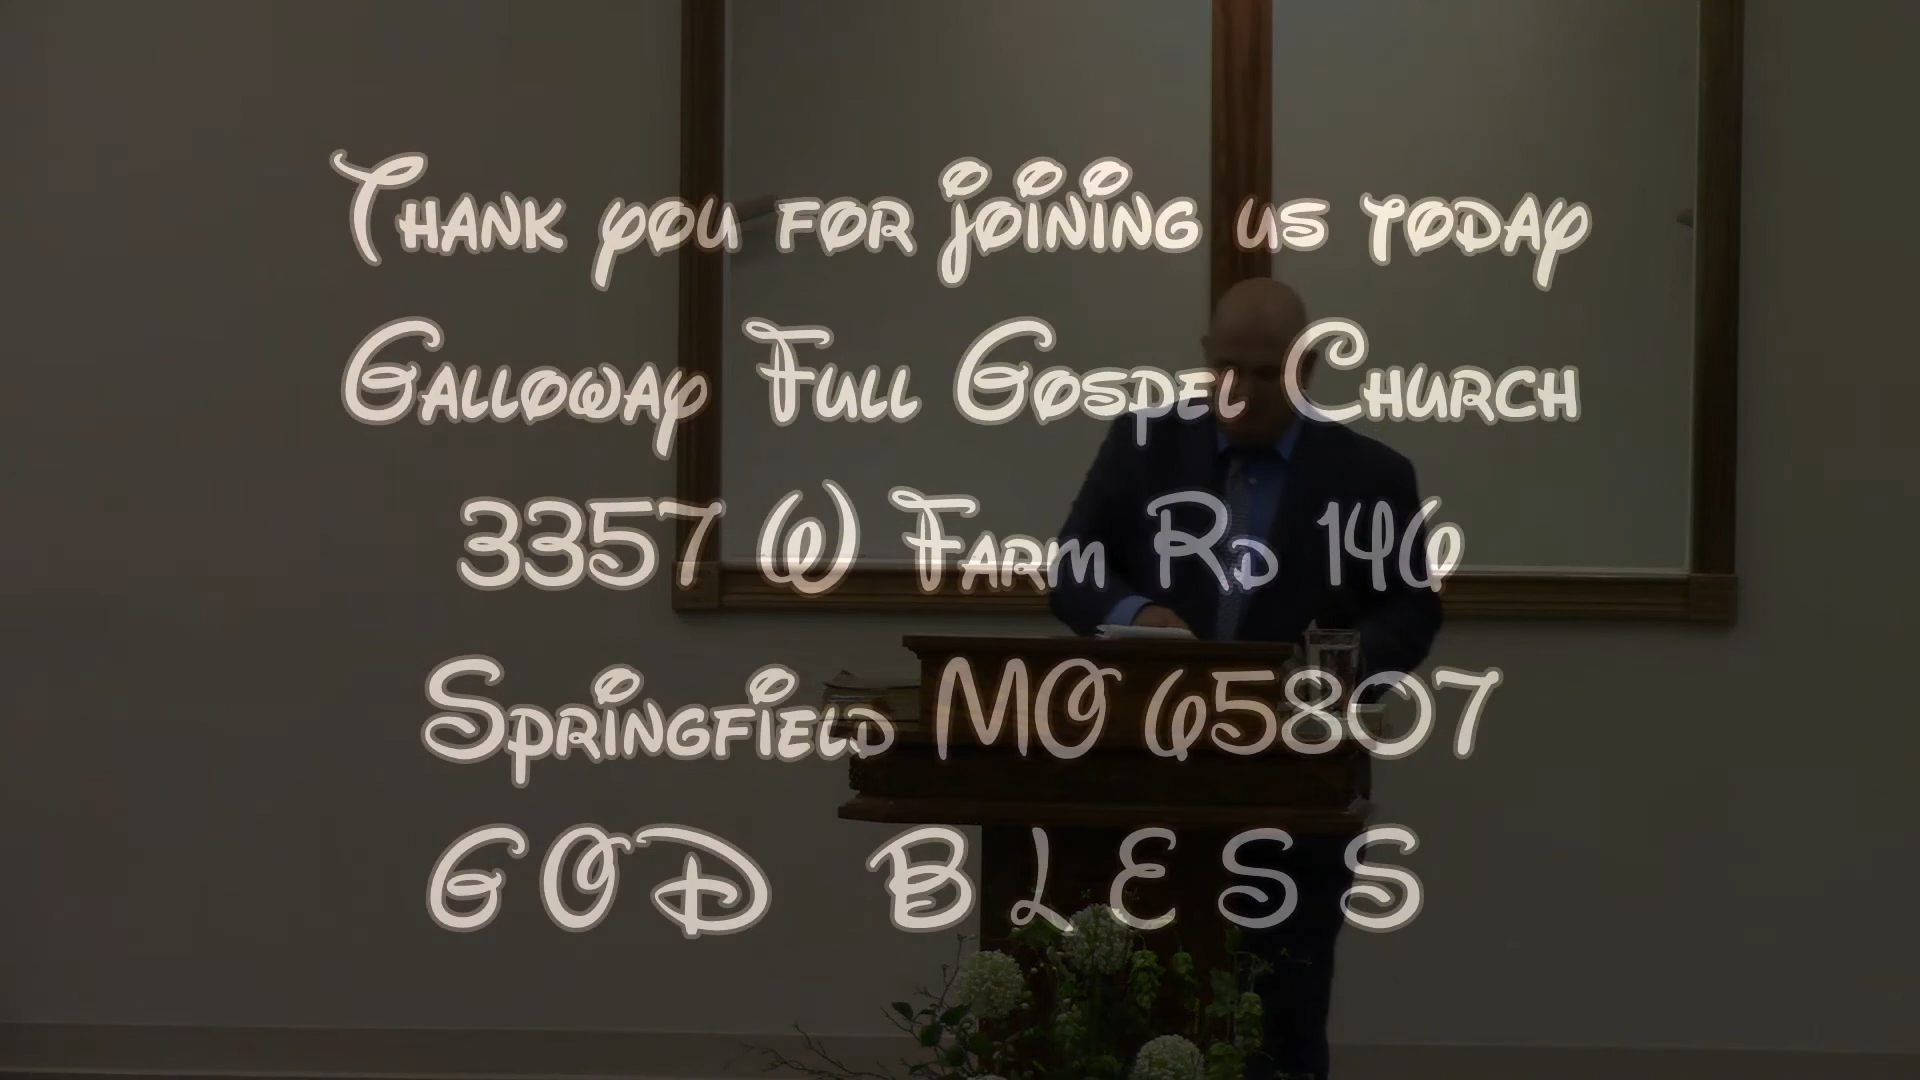 Thank you for joining us today
Galloway Full Gospel Church
3357 W Farm Rd 146
Springfield MO 65807
GOD BLESS